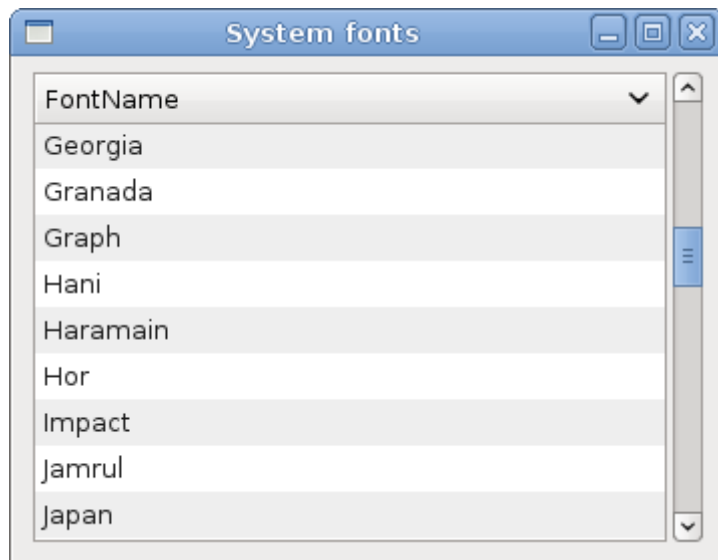 System fonts
FontName
Georgia
Granada
Graph
Hani
Haramain
Hor
Impact
Jamrul
Japan